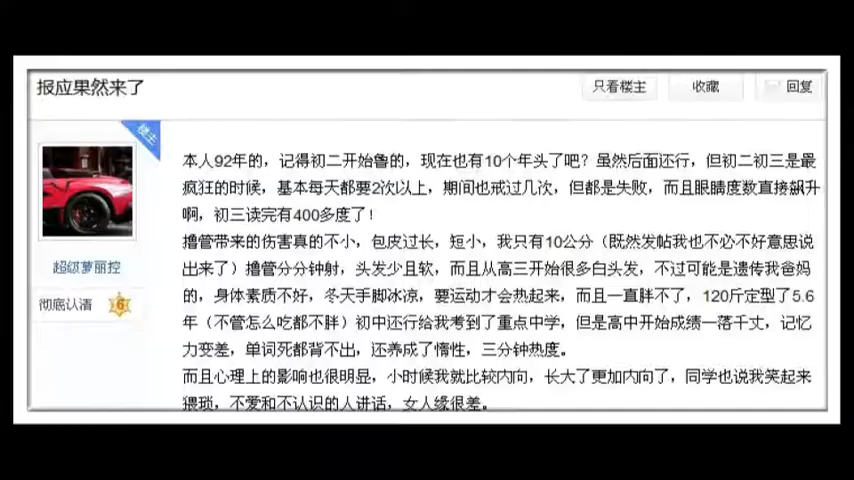 报应果然来了
只看楼主
收藏
回复
楼主
本人92年的，记得初二开始鲁的，现在也有10个年头了吧？虽然后面还行，但初二初三是最
疯狂的时候，基本每天都要2次以上，期间也戒过几次，但都是失败，而且眼睛度数直接飙升
啊，初三读完有400多度了！
撸管带来的伤害真的不小，包皮过长，短小，我只有10公分（既然发帖我也不必不好意思说
出来了）撸管分分钟射，头发少且软，而且从高三开始很多白头发，不过可能是遗传我爸妈
的，身体素质不好，冬天手脚冰凉，要运动才会热起来，而且一直胖不了，120斤定型了5.6
年（不管怎么吃都不胖）初中还行给我考到了重点中学，但是高中开始成绩一落千丈，记忆
力变差，单词死都背不出，还养成了惰性，三分钟热度。
而且心理上的影响也很明显，小时候我就比较内向，长大了更加内向了，同学也说我笑起来
猥琐，不爱和不认识的人讲话，女人缘很差。
超级萝丽控
彻底认清 6